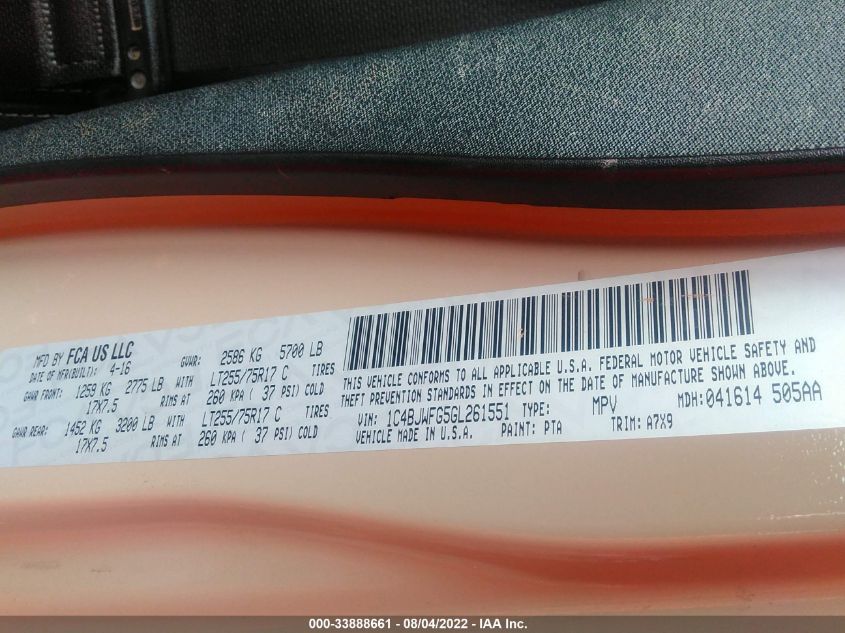 MFD BY FCA US LLC
DATE OF MFR(BUILT): 4-16 GVWR: 2586 KG 5700 LB
GAWR FRONT: 1259 KG 2775 LB WITH LT255/75R17 C TIRES
17X7.5 RIMS AT 260 KPA ( 37 PSI) COLD
GAWR REAR: 1452 KG 3200 LB WITH LT255/75R17 C TIRES
17X7.5 RIMS AT 260 KPA ( 37 PSI) COLD
THIS VEHICLE CONFORMS TO ALL APPLICABLE U.S.A. FEDERAL MOTOR VEHICLE SAFETY AND
THEFT PREVENTION STANDARDS IN EFFECT ON THE DATE OF MANUFACTURE SHOWN ABOVE.
VIN: 1C4BJWFG5GL261551 TYPE: MPV MDH: 041614 505AA
VEHICLE MADE IN U.S.A. PAINT: PTA TRIM: A7X9
000-33888661 - 08/04/2022 - IAA Inc.